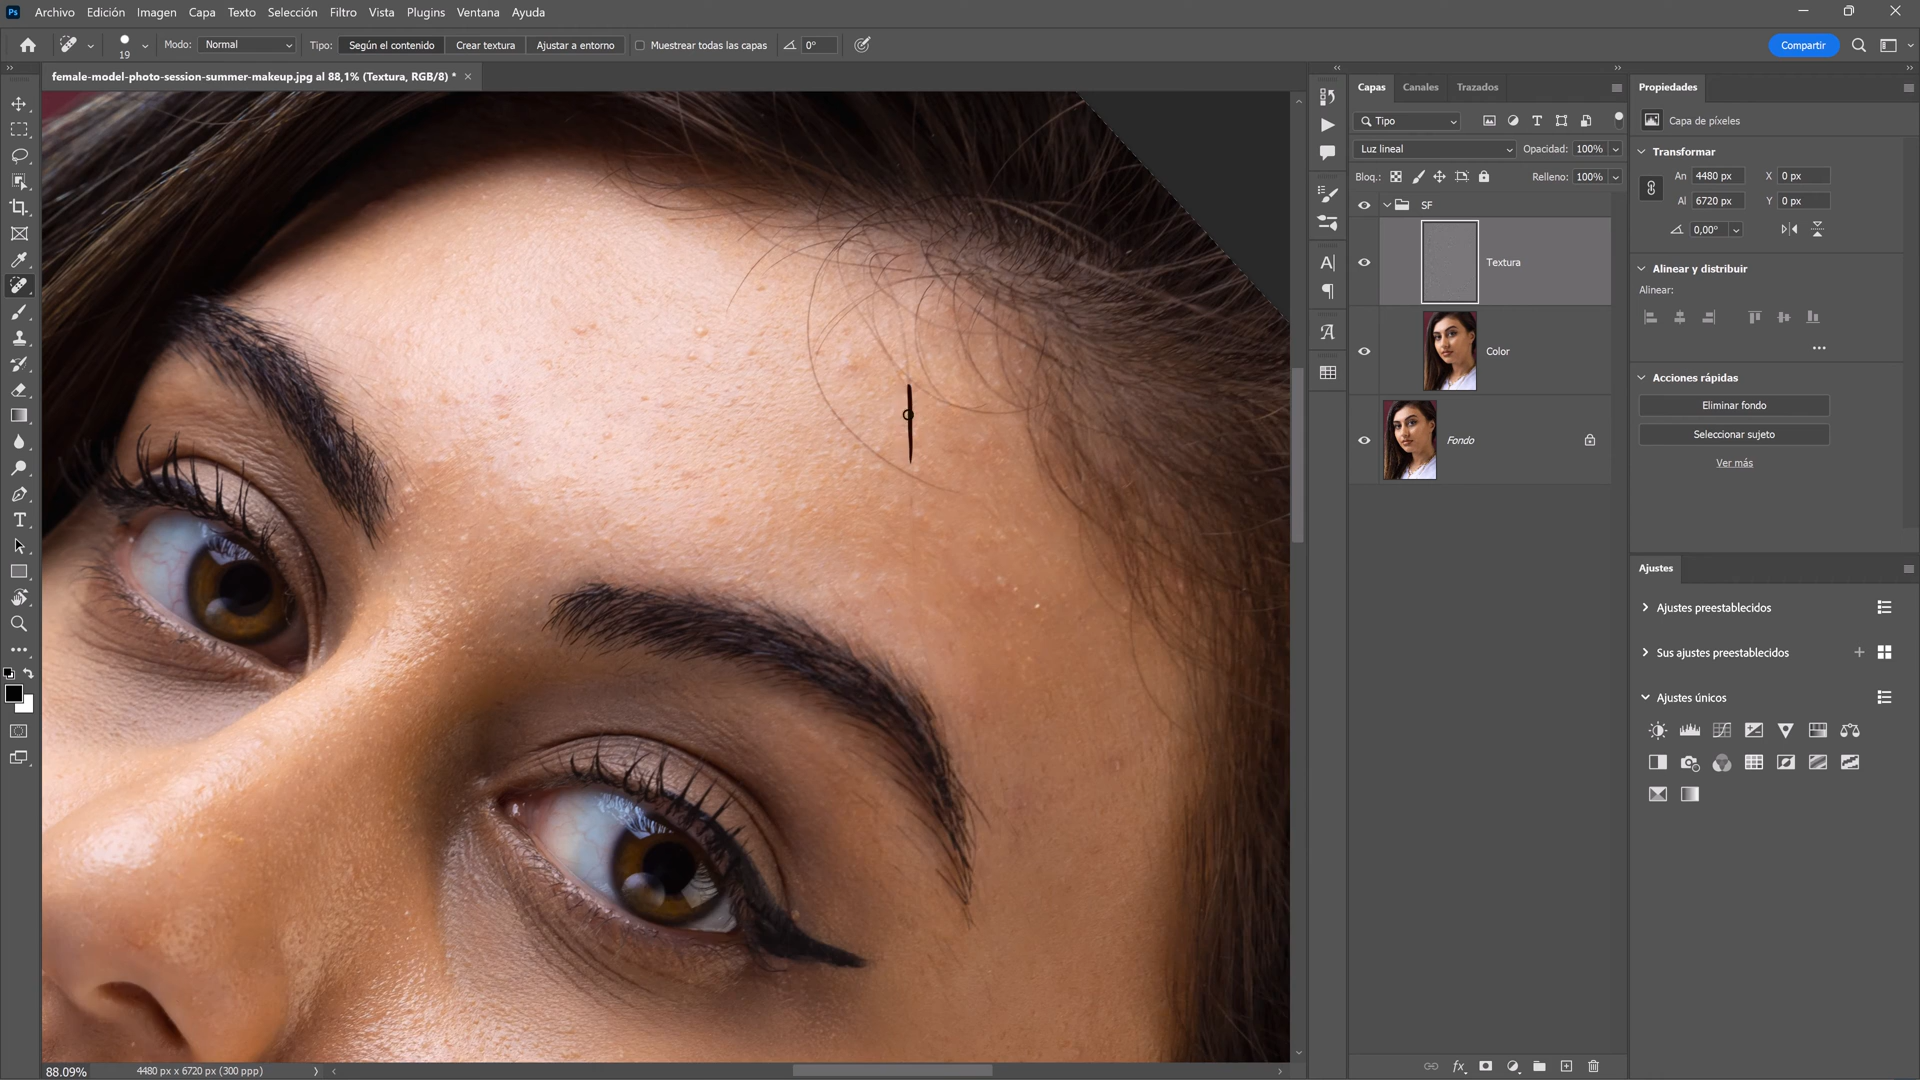 Ps Archivo Edición Imagen Capa Texto Selección Filtro Vista Plugins Ventana Ayuda
19 Modo: Normal Tipo: Según el contenido Crear textura Ajustar a entorno Muestrear todas las capas 0° Compartir
female-model-photo-session-summer-makeup.jpg al 88,1% (Textura, RGB/8) *
Capas Canales Trazados
Tipo
Luz lineal Opacidad: 100%
Bloq.: Relleno: 100%
SF
Textura
Color
Fondo
Propiedades
Capa de píxeles
Transformar
An 4480 px X 0 px
Al 6720 px Y 0 px
0,00°
Alinear y distribuir
Alinear:
Acciones rápidas
Eliminar fondo
Seleccionar sujeto
Ver más
Ajustes
Ajustes preestablecidos
Sus ajustes preestablecidos
Ajustes únicos
88.09% 4480 px x 6720 px (300 ppp)